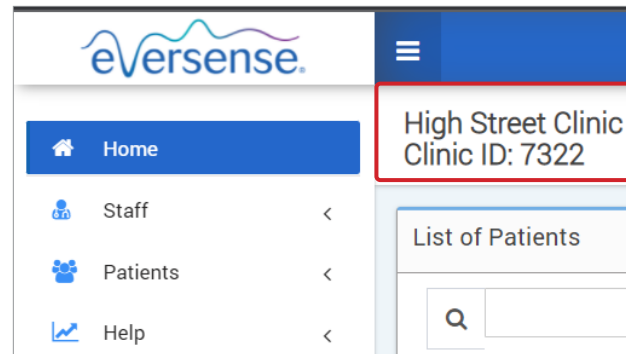 eversense®
Home
Staff
Patients
Help
High Street Clinic
Clinic ID: 7322
List of Patients